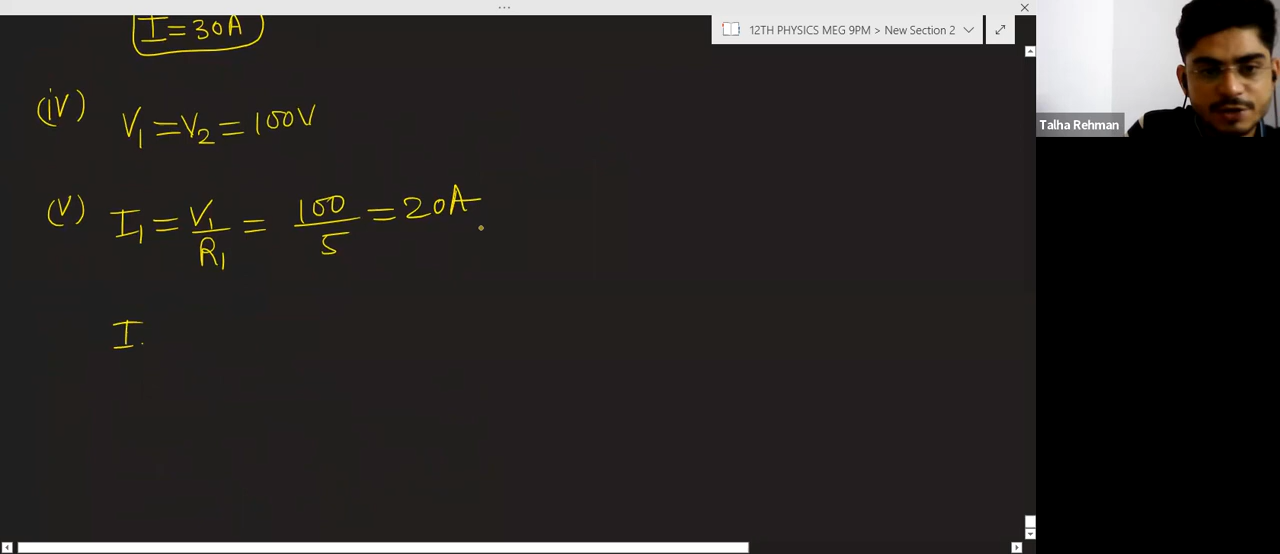 I = 30A
12TH PHYSICS MEG 9PM > New Section 2
Talha Rehman
(iv) V₁ = V₂ = 100V
(V) I₁ = V₁/R₁ = 100/5 = 20A
I